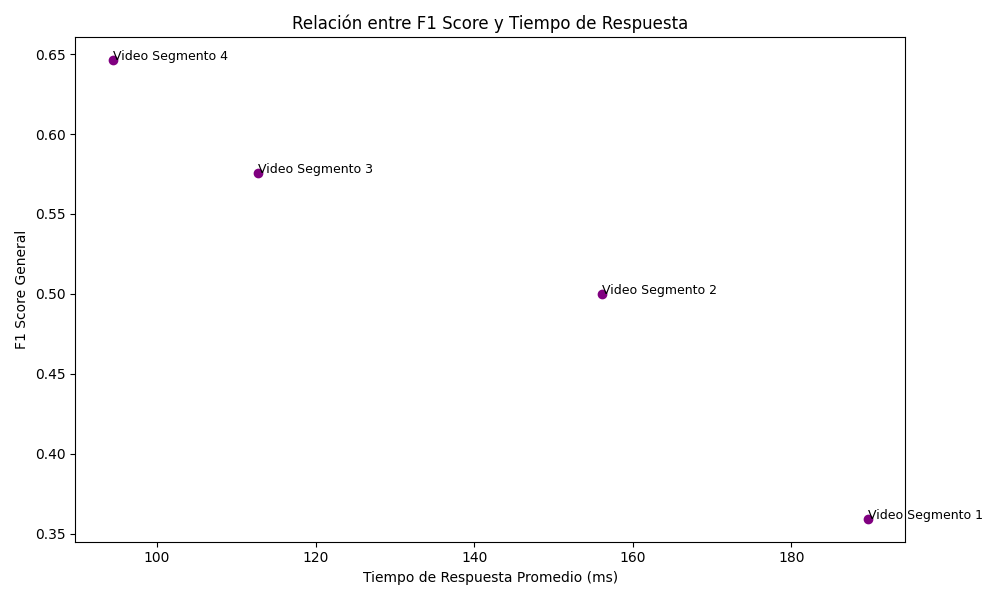 Relación entre F1 Score y Tiempo de Respuesta
0.65
0.60
0.55
0.50
0.45
0.40
0.35
F1 Score General
Video Segmento 4
Video Segmento 3
Video Segmento 2
Video Segmento 1
100
120
140
160
180
Tiempo de Respuesta Promedio (ms)